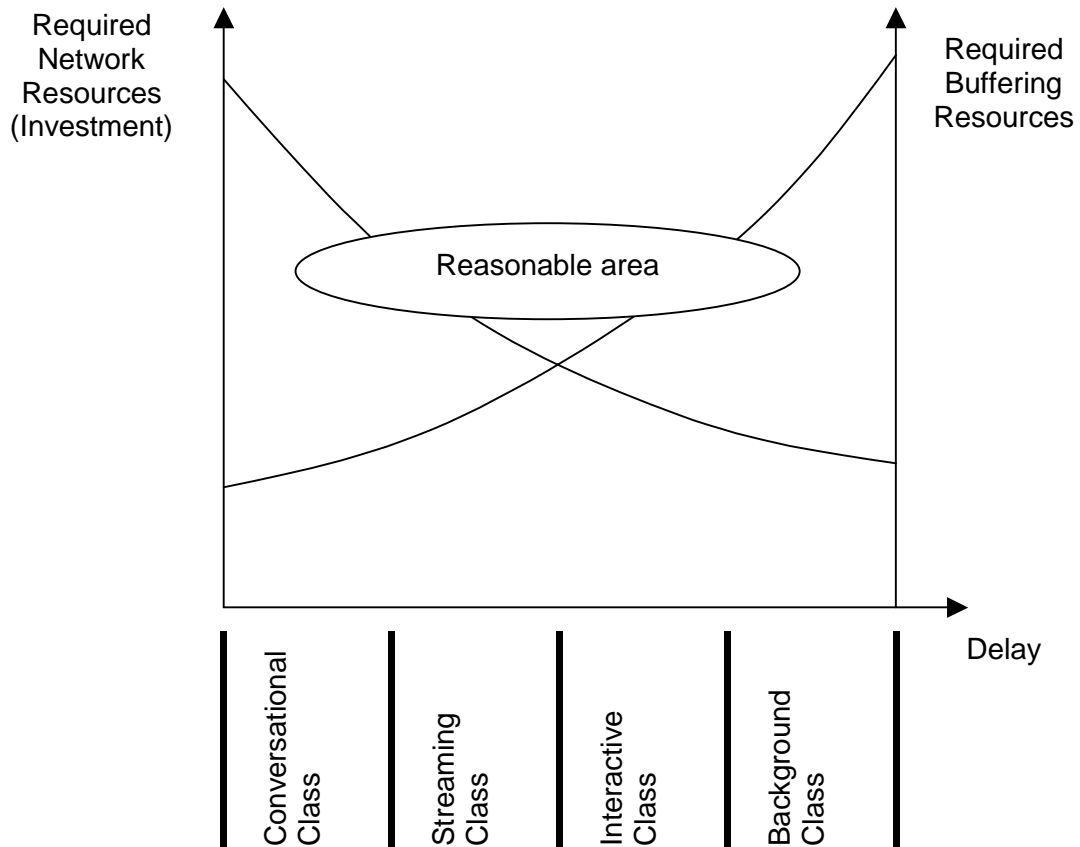 Required
Network
Resources
(Investment)
Required
Buffering
Resources
Reasonable area
Delay
Conversational
Class
Streaming
Class
Interactive
Class
Background
Class